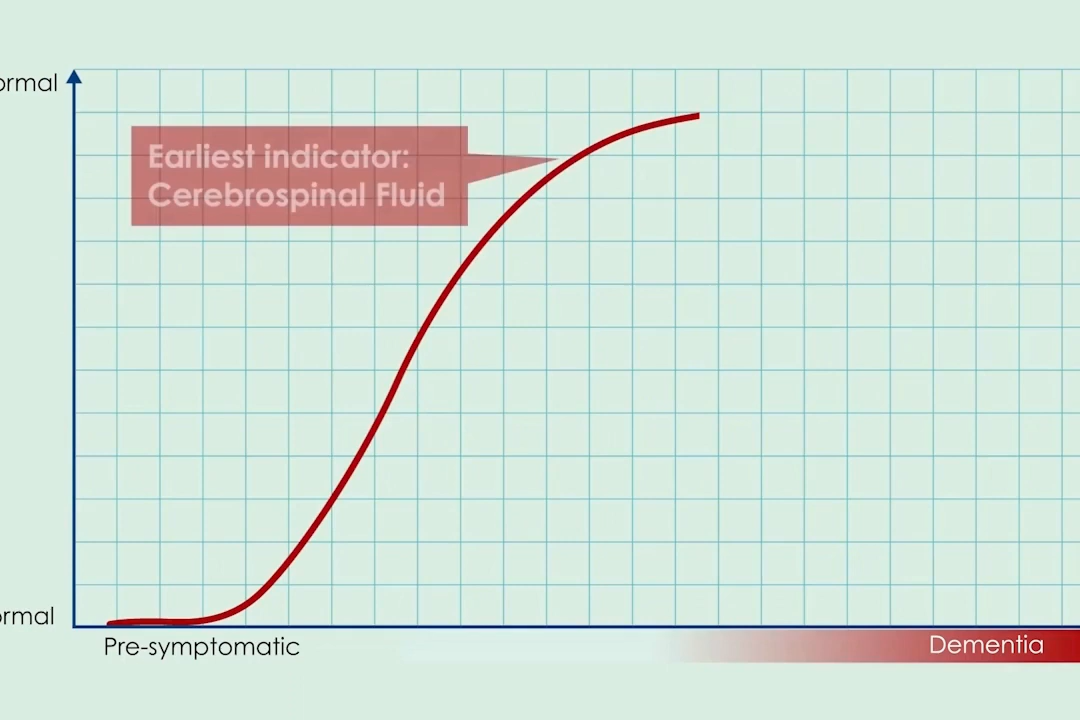 ormal
Earliest indicator:
Cerebrospinal Fluid
ormal
Pre-symptomatic
Dementia